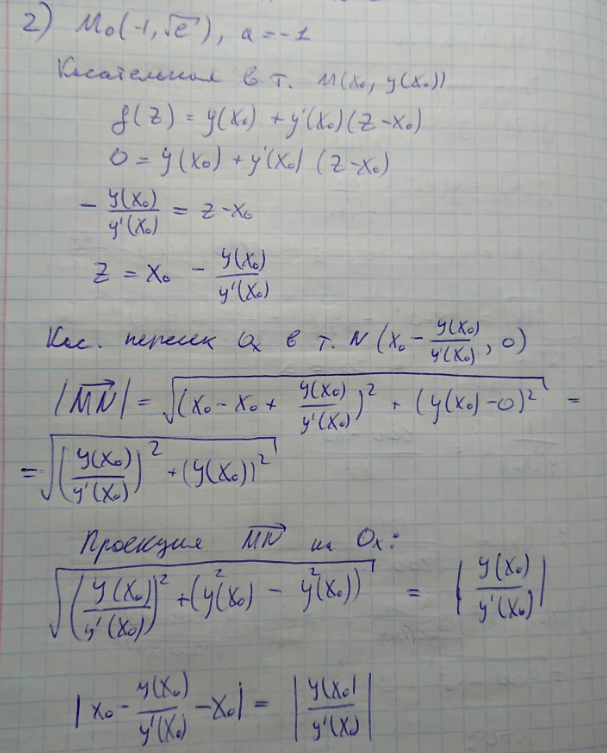 2) M₀(-1, √e), a = -1
Касательная в т. M(x₀, y(x₀))
f(z) = y(x₀) + y'(x₀)(z-x₀)
0 = y(x₀) + y'(x₀)(z-x₀)
- y(x₀)/y'(x₀) = z-x₀
z = x₀ - y(x₀)/y'(x₀)
Кас. пересек Ox в т. N(x₀ - y(x₀)/y'(x₀), 0)
|MN→| = √((x₀-x₀ + y(x₀)/y'(x₀))² + (y(x₀)-0)²) =
= √((y(x₀)/y'(x₀))² + (y(x₀))²)
Проекция MN→ на Ox:
√((y(x₀)/y'(x₀))² + (y²(x₀) - y²(x₀))) = |y(x₀)/y'(x₀)|
|x₀ - y(x₀)/y'(x₀) - x₀| = |y(x₀)/y'(x₀)|